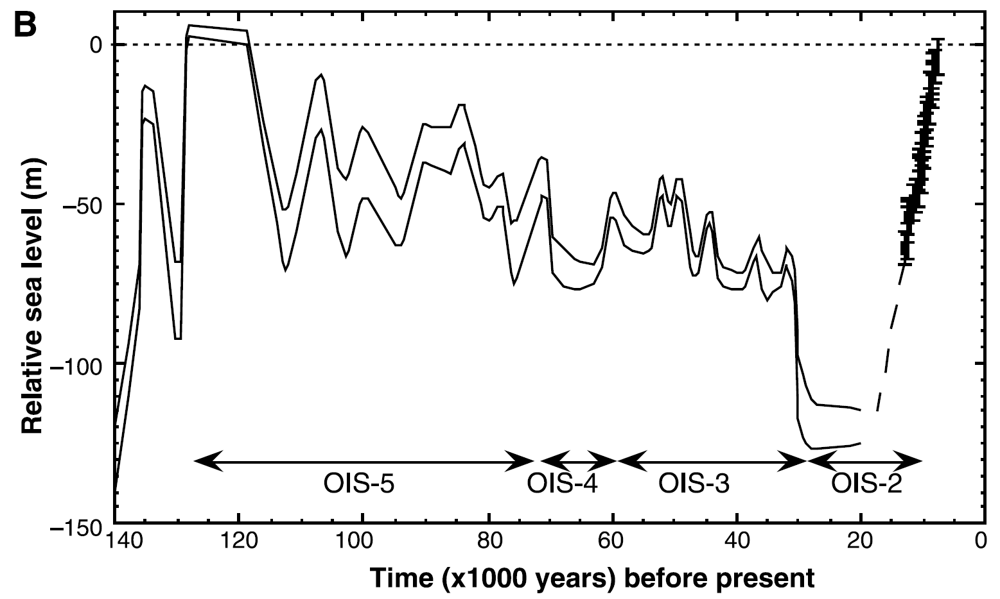 B
0
–50
–100
–150
Relative sea level (m)
OIS-5 OIS-4 OIS-3 OIS-2
140 120 100 80 60 40 20 0
Time (x1000 years) before present